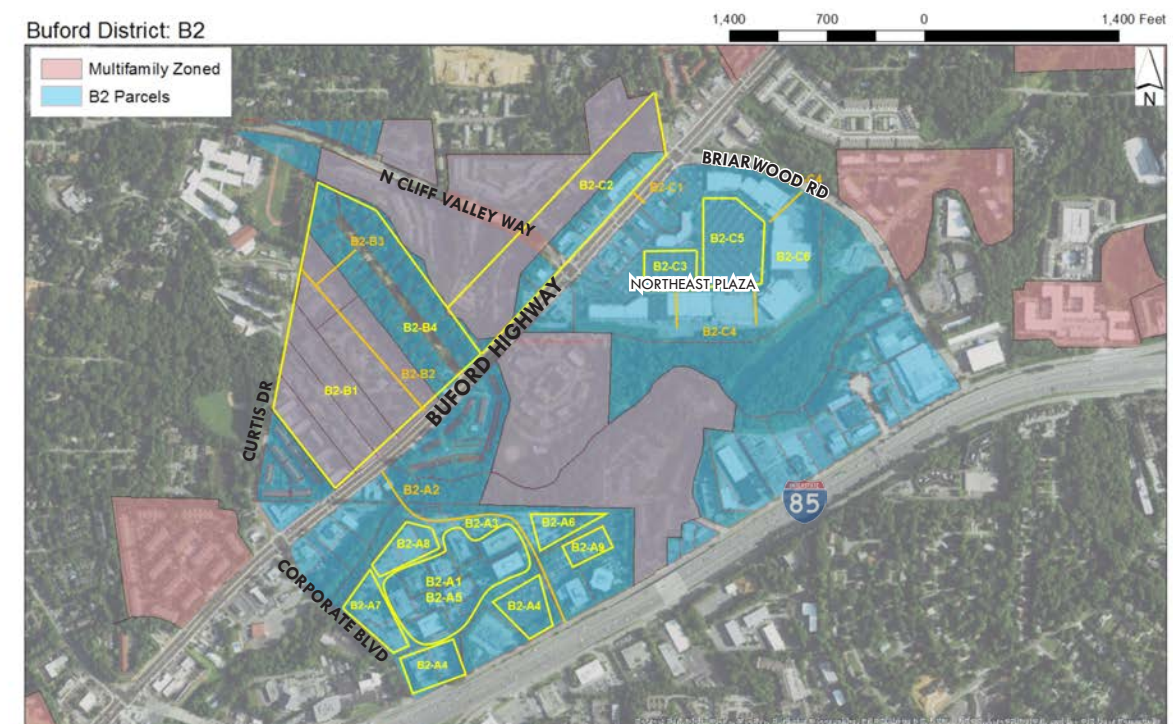 Buford District: B2
1,400 700 0 1,400 Feet
Multifamily Zoned
B2 Parcels
N
BRIARWOOD RD
N CLIFF VALLEY WAY
B2-C2
B2-C1
B2-C5
B2-B3
B2-C3
B2-C6
NORTHEAST PLAZA
B2-B4
B2-C4
BUFORD HIGHWAY
B2-B2
B2-B1
CURTIS DR
B2-A2
85
B2-A3
B2-A6
B2-A8
B2-A9
B2-A1
B2-A5
B2-A7
B2-A4
CORPORATE BLVD
B2-A4